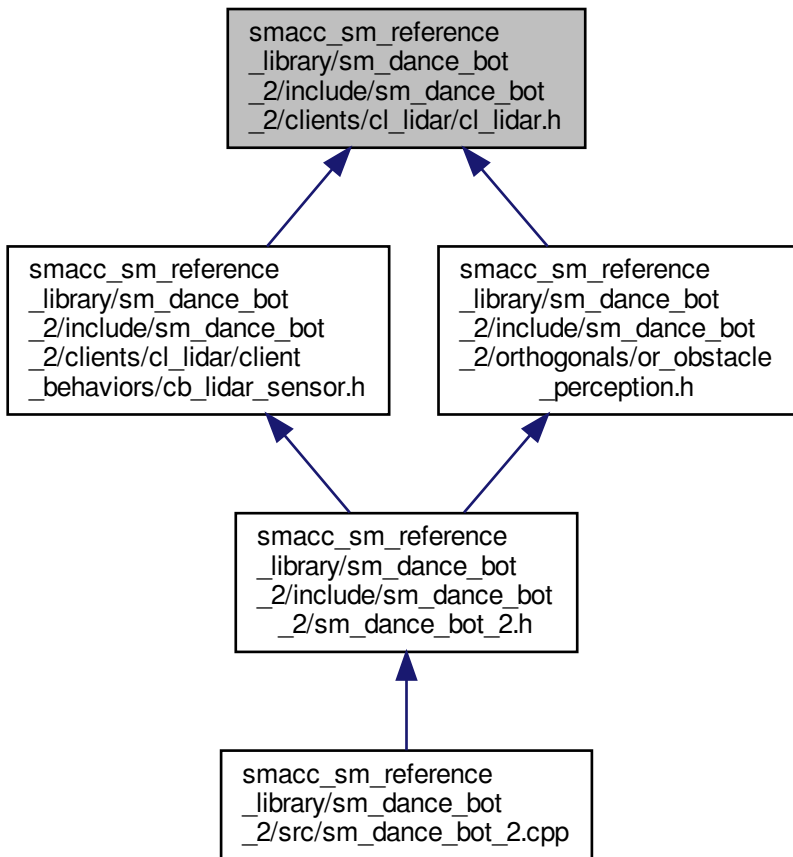 smacc_sm_reference
_library/sm_dance_bot
_2/include/sm_dance_bot
_2/clients/cl_lidar/cl_lidar.h
smacc_sm_reference
_library/sm_dance_bot
_2/include/sm_dance_bot
_2/clients/cl_lidar/client
_behaviors/cb_lidar_sensor.h
smacc_sm_reference
_library/sm_dance_bot
_2/include/sm_dance_bot
_2/orthogonals/or_obstacle
_perception.h
smacc_sm_reference
_library/sm_dance_bot
_2/include/sm_dance_bot
_2/sm_dance_bot_2.h
smacc_sm_reference
_library/sm_dance_bot
_2/src/sm_dance_bot_2.cpp